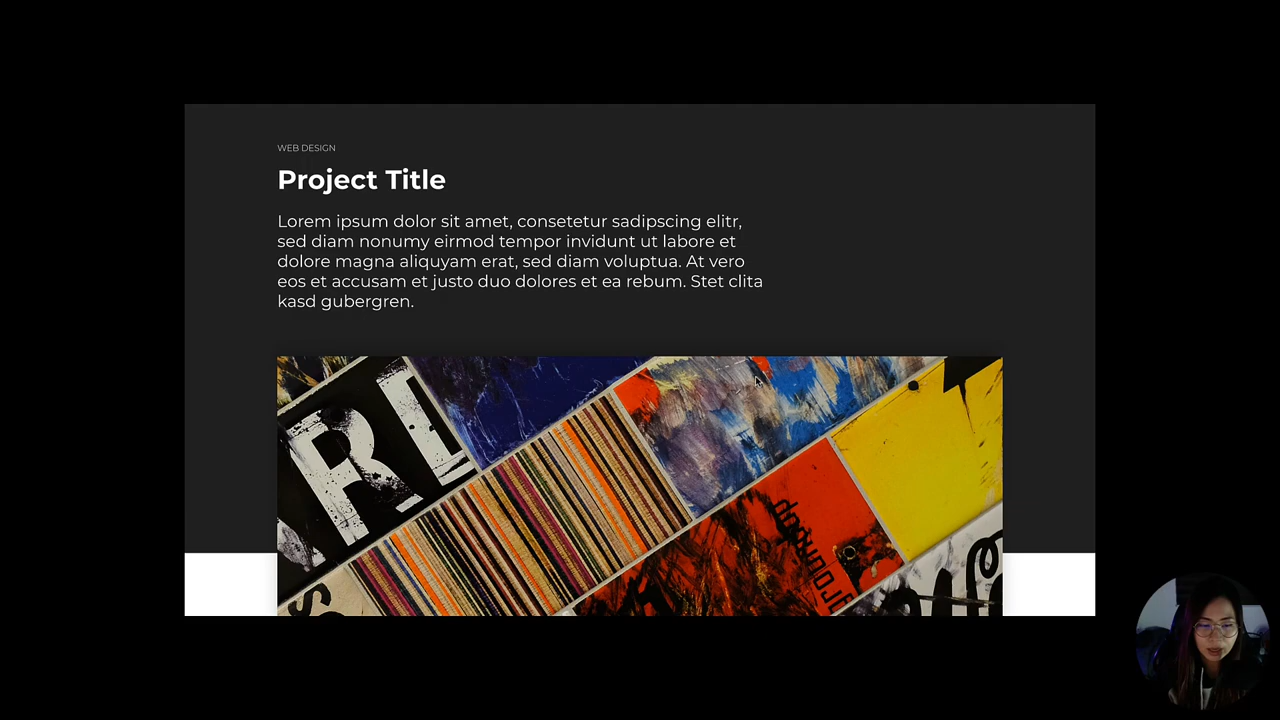 WEB DESIGN
Project Title
Lorem ipsum dolor sit amet, consetetur sadipscing elitr,
sed diam nonumy eirmod tempor invidunt ut labore et
dolore magna aliquyam erat, sed diam voluptua. At vero
eos et accusam et justo duo dolores et ea rebum. Stet clita
kasd gubergren.